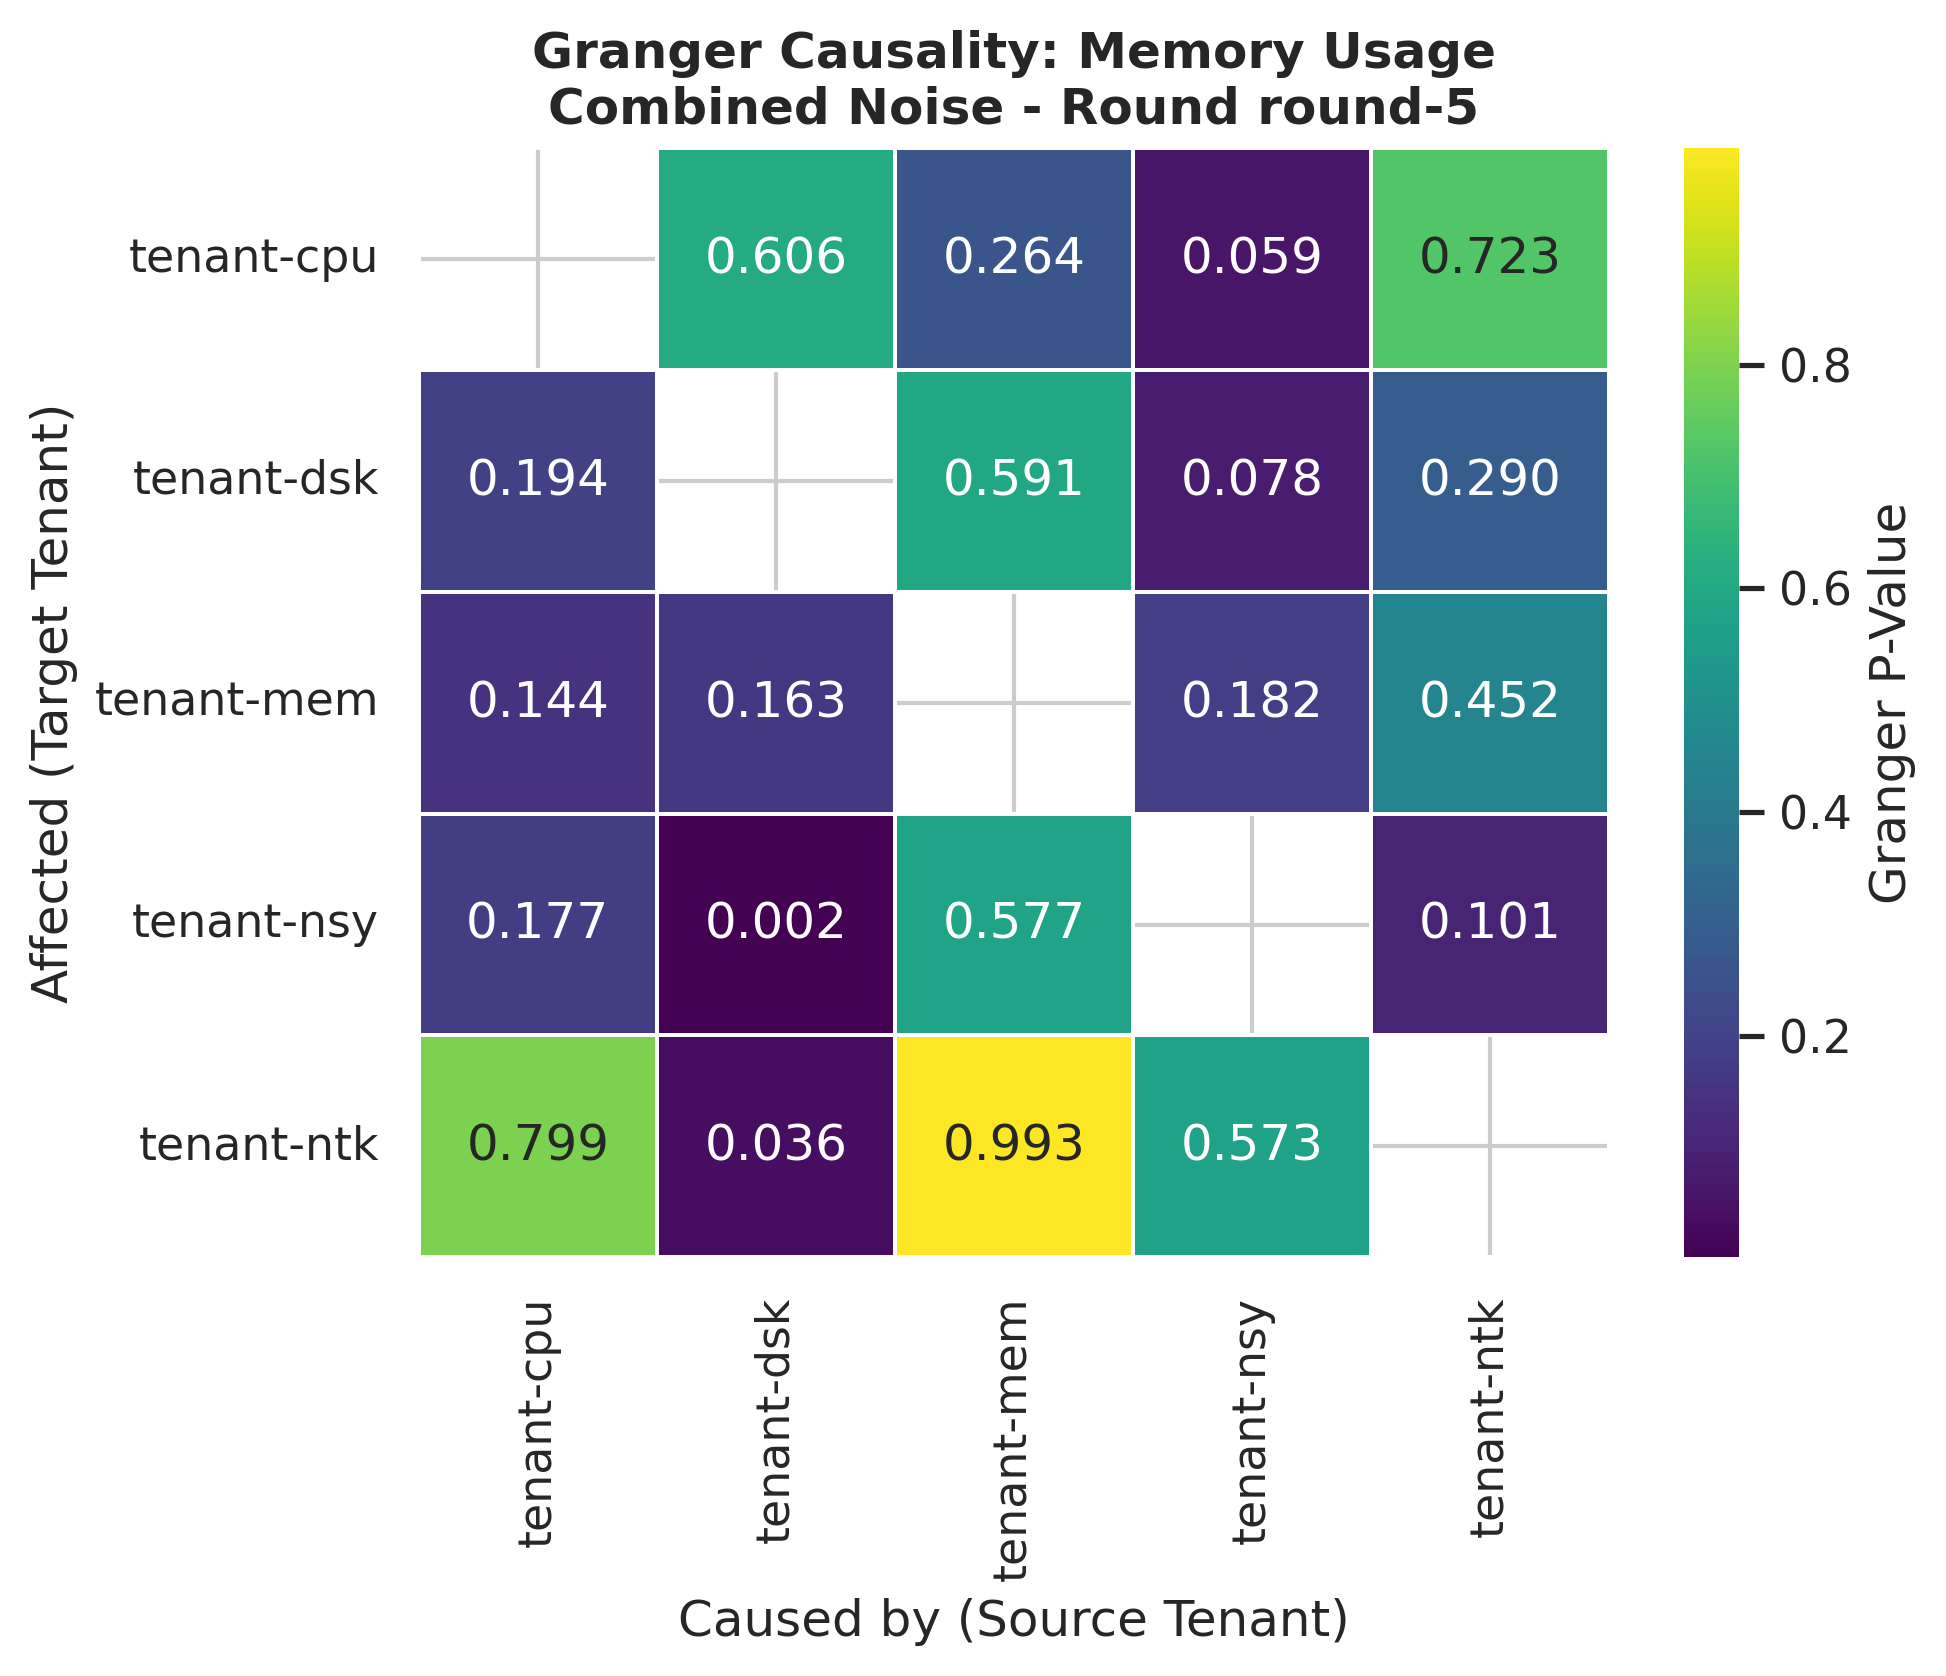 Granger Causality: Memory Usage
Combined Noise - Round round-5
tenant-cpu
0.606
0.264
0.059
0.723
tenant-dsk
0.194
0.591
0.078
0.290
tenant-mem
0.144
0.163
0.182
0.452
tenant-nsy
0.177
0.002
0.577
0.101
tenant-ntk
0.799
0.036
0.993
0.573
Affected (Target Tenant)
tenant-cpu
tenant-dsk
tenant-mem
tenant-nsy
tenant-ntk
Caused by (Source Tenant)
0.8
0.6
0.4
0.2
Granger P-Value